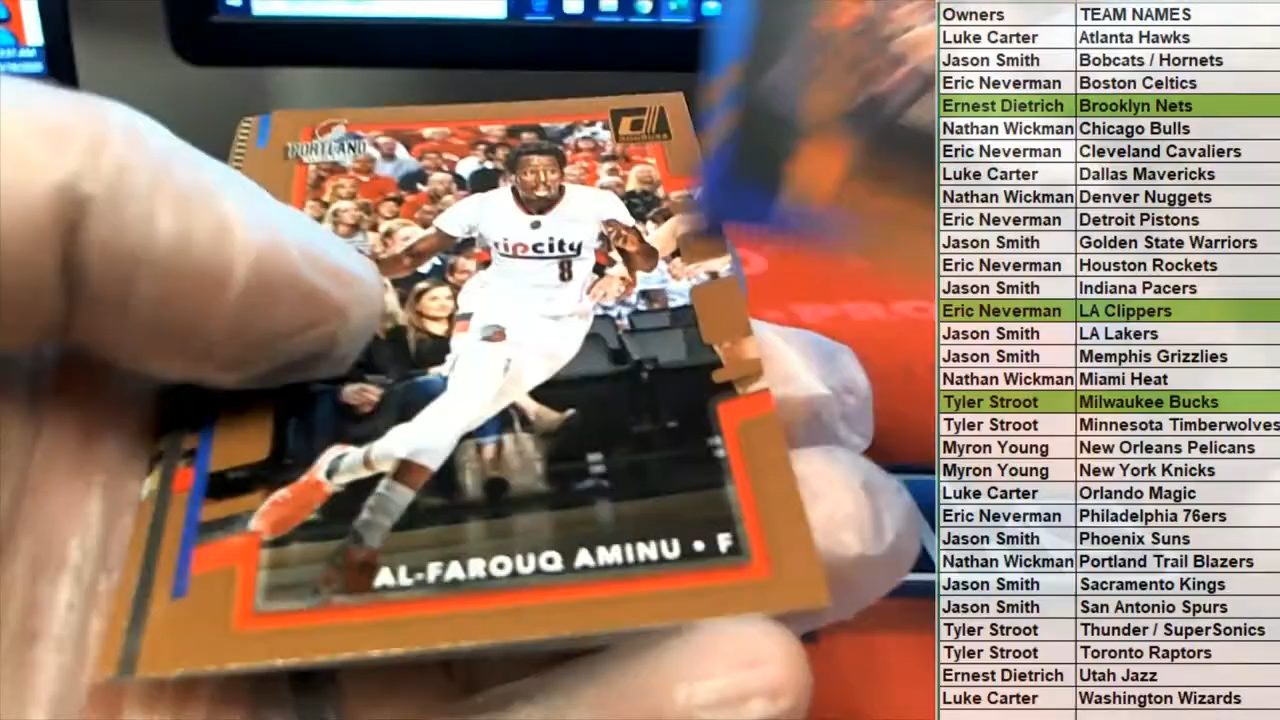 PORTLAND
DONRUSS
ripcity
8
AL-FAROUQ AMINU • F
Owners TEAM NAMES
Luke Carter Atlanta Hawks
Jason Smith Bobcats / Hornets
Eric Neverman Boston Celtics
Ernest Dietrich Brooklyn Nets
Nathan Wickman Chicago Bulls
Eric Neverman Cleveland Cavaliers
Luke Carter Dallas Mavericks
Nathan Wickman Denver Nuggets
Eric Neverman Detroit Pistons
Jason Smith Golden State Warriors
Eric Neverman Houston Rockets
Jason Smith Indiana Pacers
Eric Neverman LA Clippers
Jason Smith LA Lakers
Jason Smith Memphis Grizzlies
Nathan Wickman Miami Heat
Tyler Stroot Milwaukee Bucks
Tyler Stroot Minnesota Timberwolves
Myron Young New Orleans Pelicans
Myron Young New York Knicks
Luke Carter Orlando Magic
Eric Neverman Philadelphia 76ers
Jason Smith Phoenix Suns
Nathan Wickman Portland Trail Blazers
Jason Smith Sacramento Kings
Jason Smith San Antonio Spurs
Tyler Stroot Thunder / SuperSonics
Tyler Stroot Toronto Raptors
Ernest Dietrich Utah Jazz
Luke Carter Washington Wizards